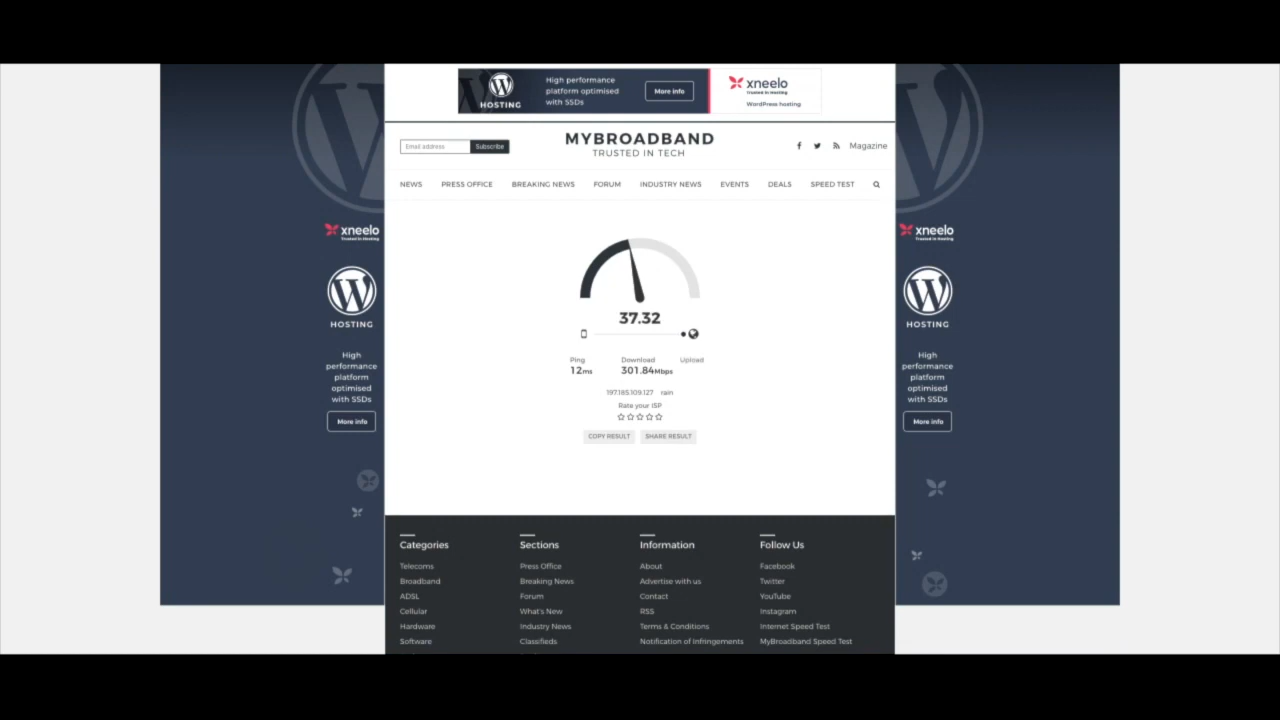 HOSTING
High performance
platform optimised
with SSDs
More info
xneelo
Trusted in Hosting
WordPress hosting
Email address
Subscribe
MYBROADBAND
TRUSTED IN TECH
Magazine
NEWS PRESS OFFICE BREAKING NEWS FORUM INDUSTRY NEWS EVENTS DEALS SPEED TEST
xneelo
Trusted in Hosting
HOSTING
High
performance
platform
optimised
with SSDs
More info
37.32
Ping Download Upload
12ms 301.84Mbps
197.185.109.127 rain
Rate your ISP
COPY RESULT SHARE RESULT
xneelo
Trusted in Hosting
HOSTING
High
performance
platform
optimised
with SSDs
More info
Categories
Telecoms
Broadband
ADSL
Cellular
Hardware
Software
Sections
Press Office
Breaking News
Forum
What's New
Industry News
Classifieds
Information
About
Advertise with us
Contact
RSS
Terms & Conditions
Notification of Infringements
Follow Us
Facebook
Twitter
YouTube
Instagram
Internet Speed Test
MyBroadband Speed Test